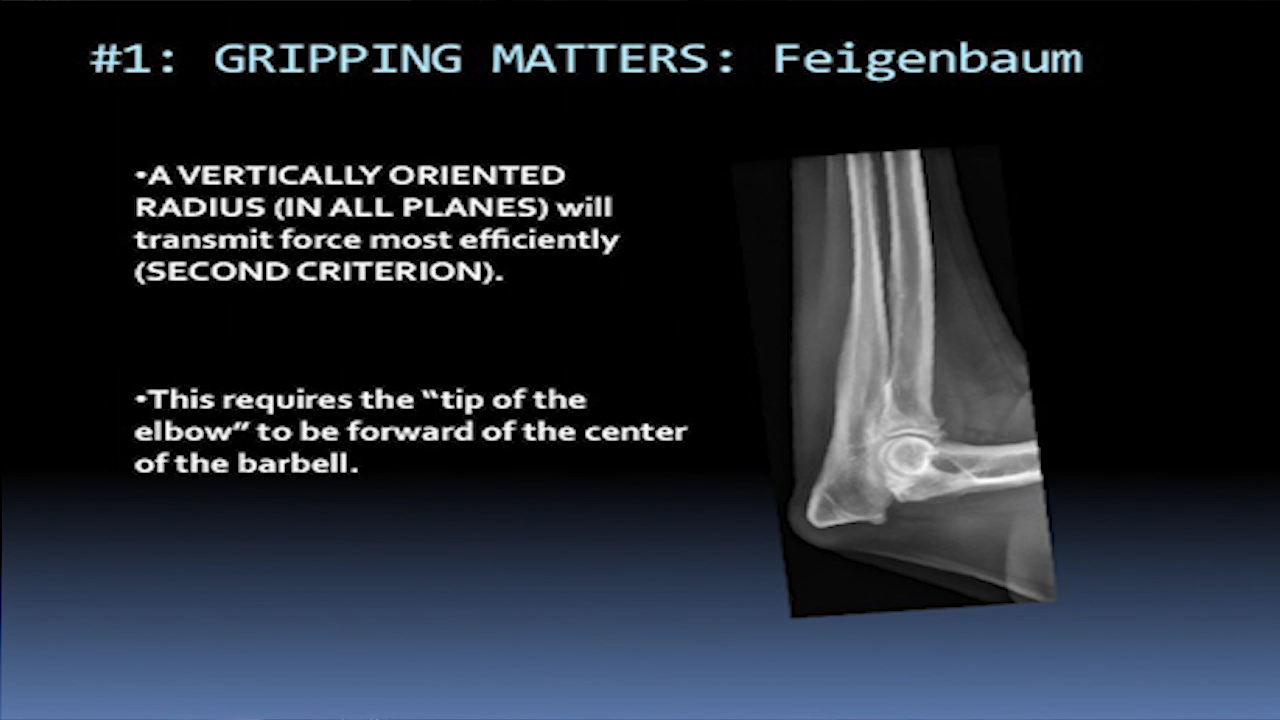 #1: GRIPPING MATTERS: Feigenbaum
•A VERTICALLY ORIENTED
RADIUS (IN ALL PLANES) will
transmit force most efficiently
(SECOND CRITERION).
•This requires the “tip of the
elbow” to be forward of the center
of the barbell.